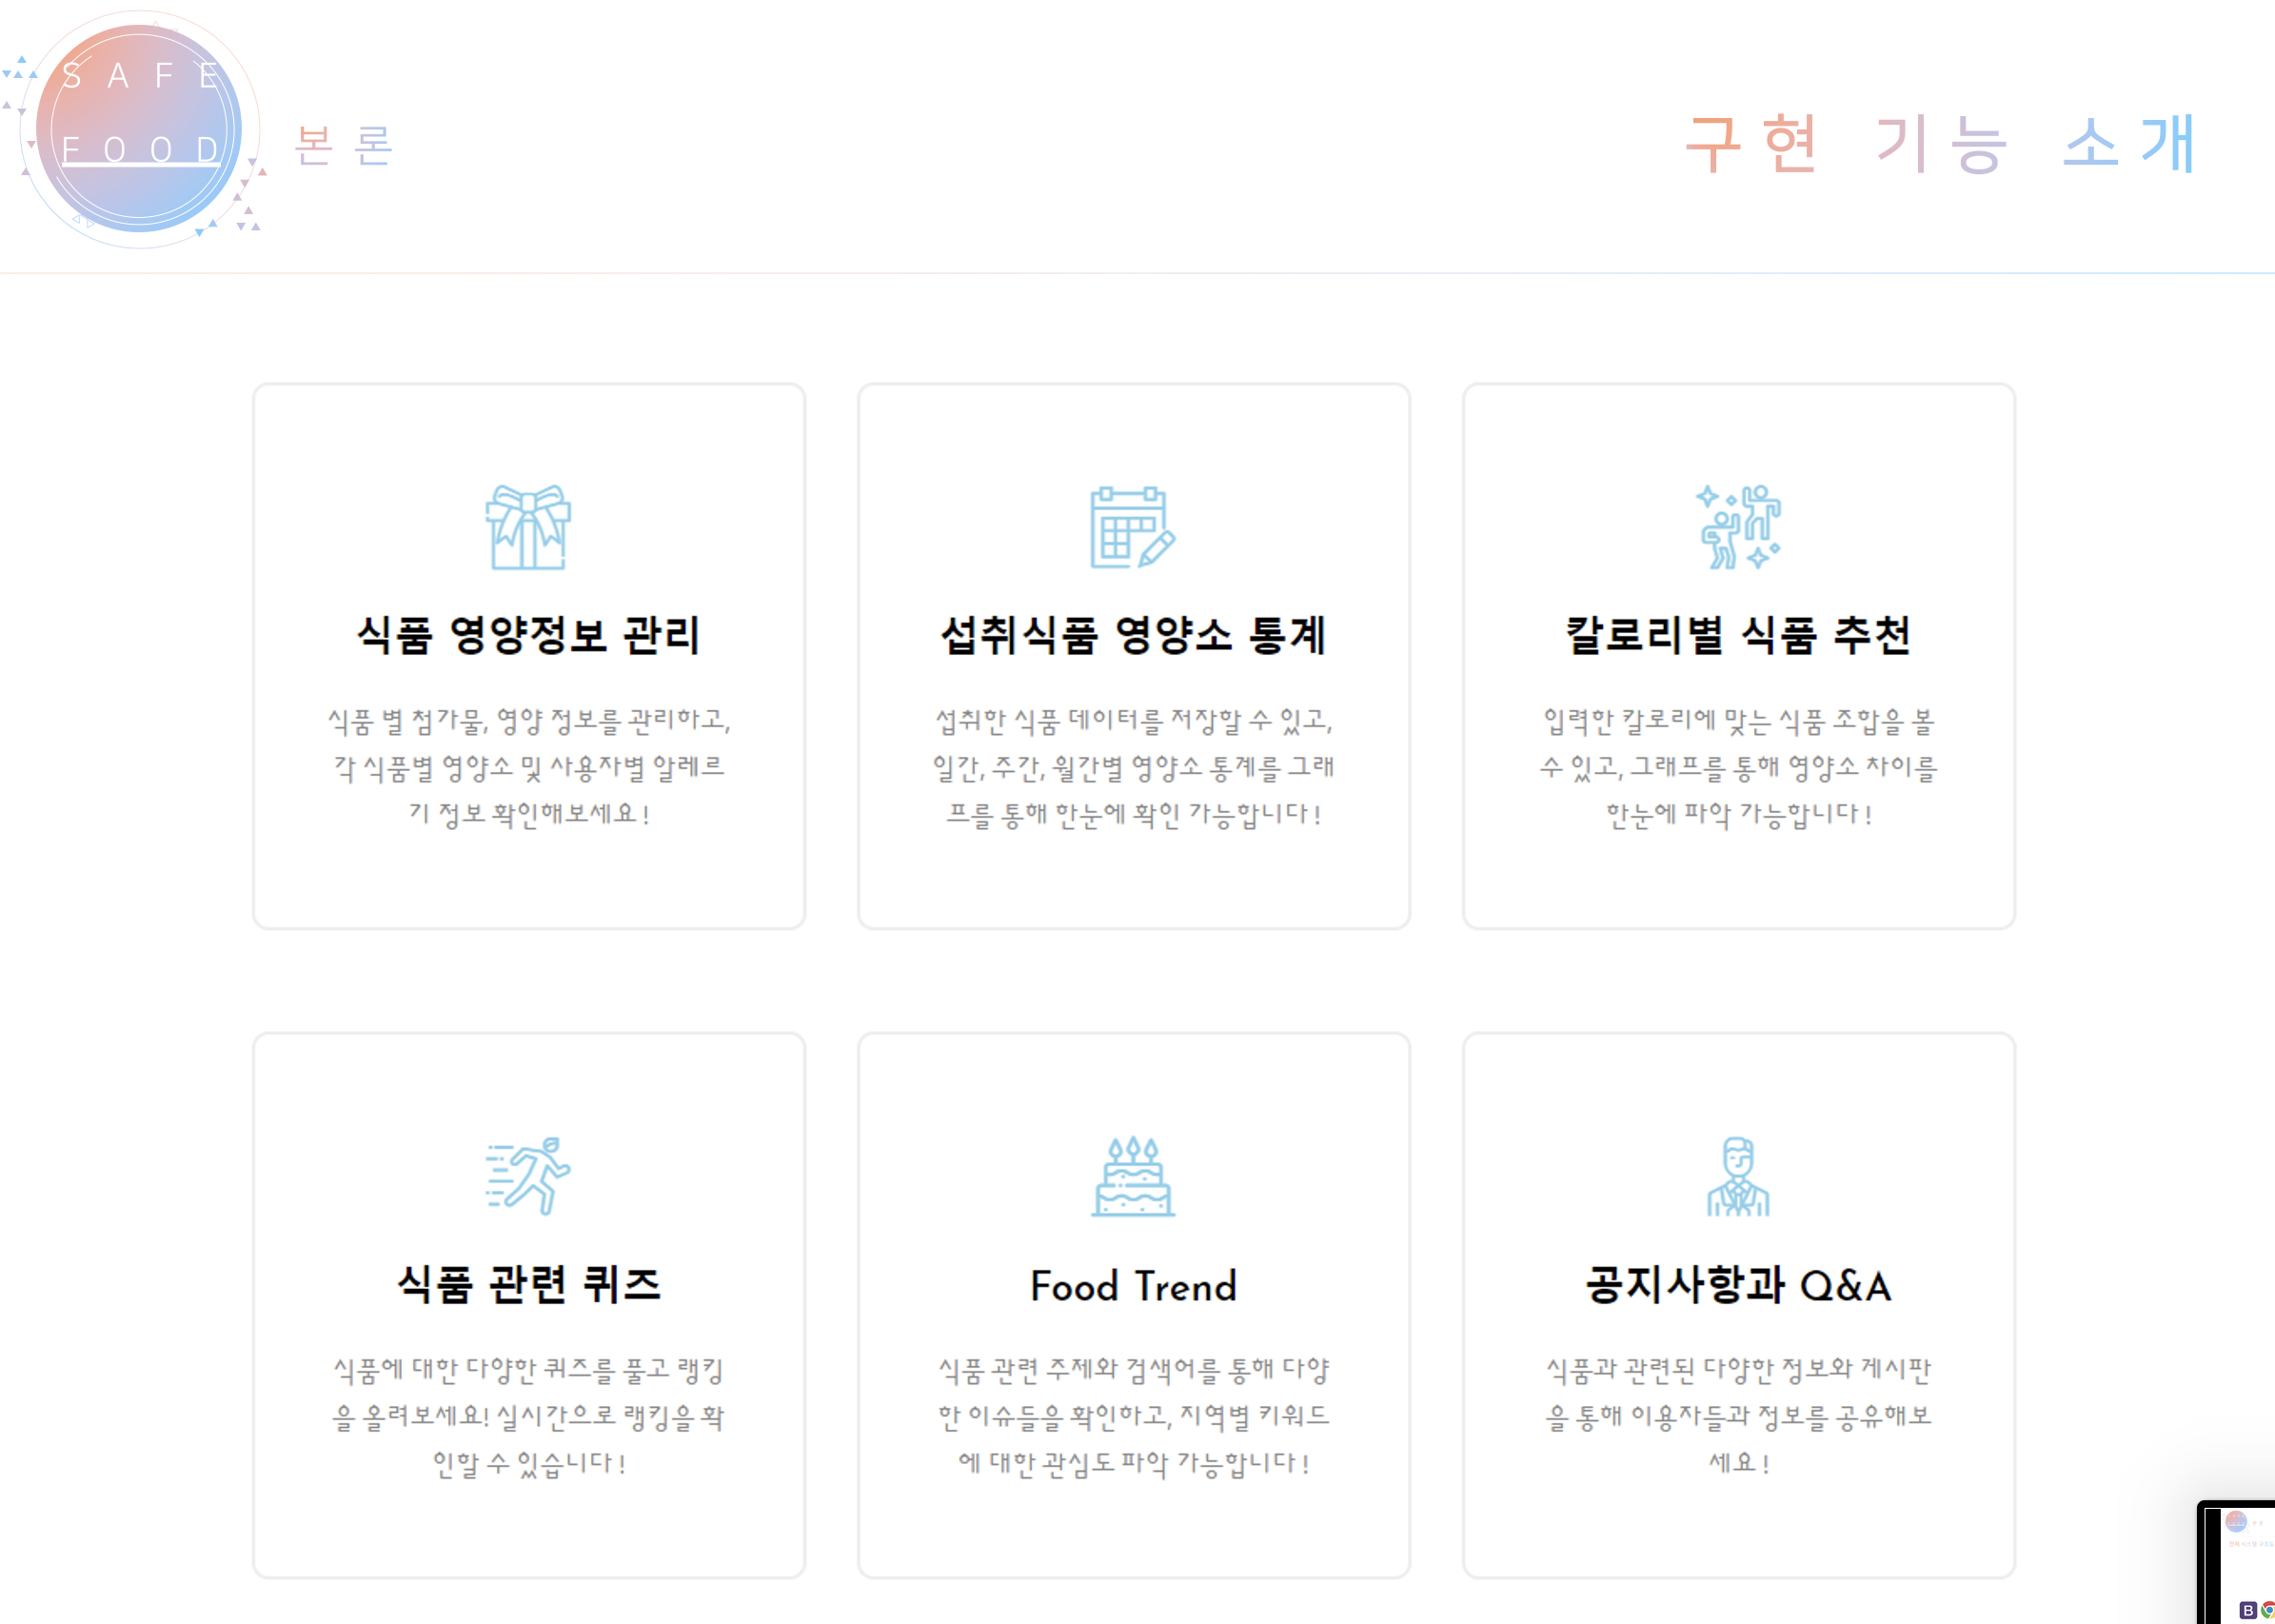 SAFE
FOOD
본론
구현 기능 소개
식품 영양정보 관리
식품 별 첨가물, 영양 정보를 관리하고,
각 식품별 영양소 및 사용자별 알레르
기 정보 확인해보세요!
섭취식품 영양소 통계
섭취한 식품 데이터를 저장할 수 있고,
일간, 주간, 월간별 영양소 통계를 그래
프를 통해 한눈에 확인 가능합니다!
칼로리별 식품 추천
입력한 칼로리에 맞는 식품 조합을 볼
수 있고, 그래프를 통해 영양소 차이를
한눈에 파악 가능합니다!
식품 관련 퀴즈
식품에 대한 다양한 퀴즈를 풀고 랭킹
을 올려보세요! 실시간으로 랭킹을 확
인할 수 있습니다!
Food Trend
식품 관련 주제와 검색어를 통해 다양
한 이슈들을 확인하고, 지역별 키워드
에 대한 관심도 파악 가능합니다!
공지사항과 Q&A
식품과 관련된 다양한 정보와 게시판
을 통해 이용자들과 정보를 공유해보
세요!
B